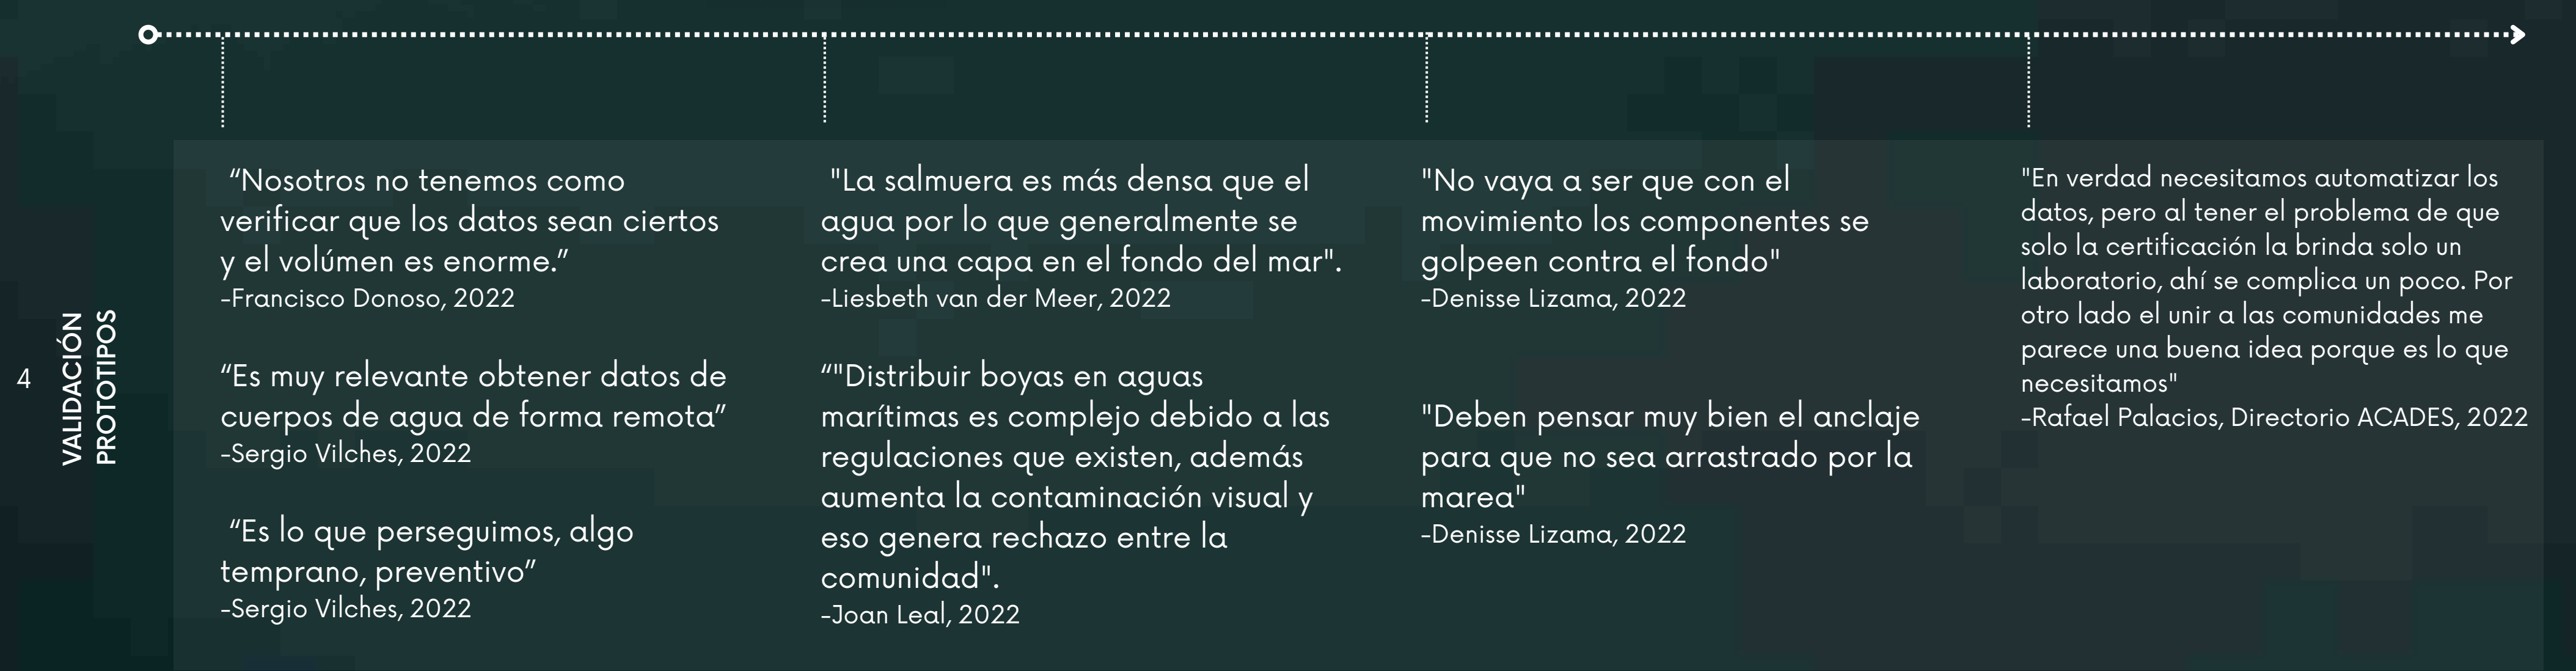 4
VALIDACIÓN
PROTOTIPOS
“Nosotros no tenemos como
verificar que los datos sean ciertos
y el volúmen es enorme.”
-Francisco Donoso, 2022
“Es muy relevante obtener datos de
cuerpos de agua de forma remota”
-Sergio Vilches, 2022
“Es lo que perseguimos, algo
temprano, preventivo”
-Sergio Vilches, 2022
"La salmuera es más densa que el
agua por lo que generalmente se
crea una capa en el fondo del mar".
-Liesbeth van der Meer, 2022
“"Distribuir boyas en aguas
marítimas es complejo debido a las
regulaciones que existen, además
aumenta la contaminación visual y
eso genera rechazo entre la
comunidad".
-Joan Leal, 2022
"No vaya a ser que con el
movimiento los componentes se
golpeen contra el fondo"
-Denisse Lizama, 2022
"Deben pensar muy bien el anclaje
para que no sea arrastrado por la
marea"
-Denisse Lizama, 2022
"En verdad necesitamos automatizar los
datos, pero al tener el problema de que
solo la certificación la brinda solo un
laboratorio, ahí se complica un poco. Por
otro lado el unir a las comunidades me
parece una buena idea porque es lo que
necesitamos"
-Rafael Palacios, Directorio ACADES, 2022